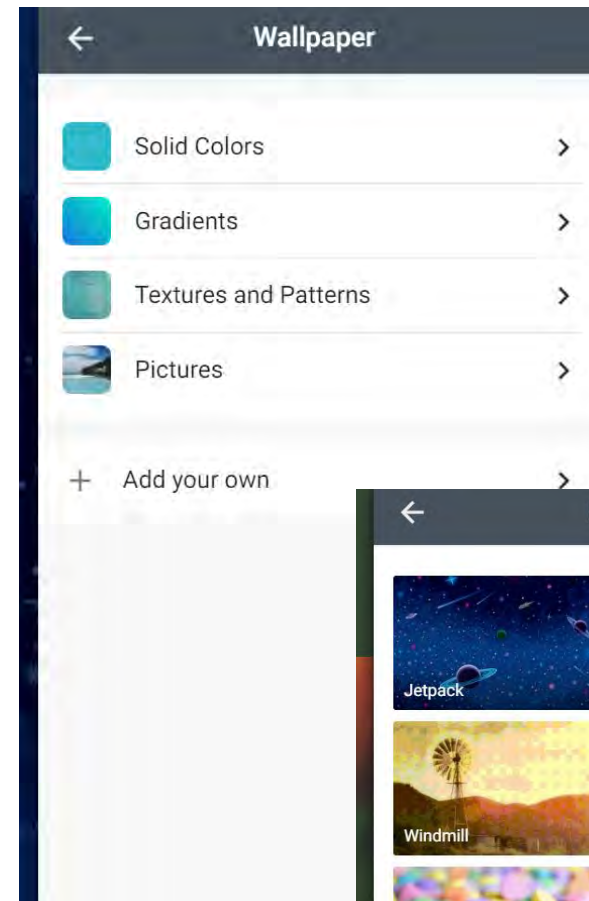 Wallpaper
Solid Colors
Gradients
Textures and Patterns
Pictures
Add your own
Jetpack
Windmill